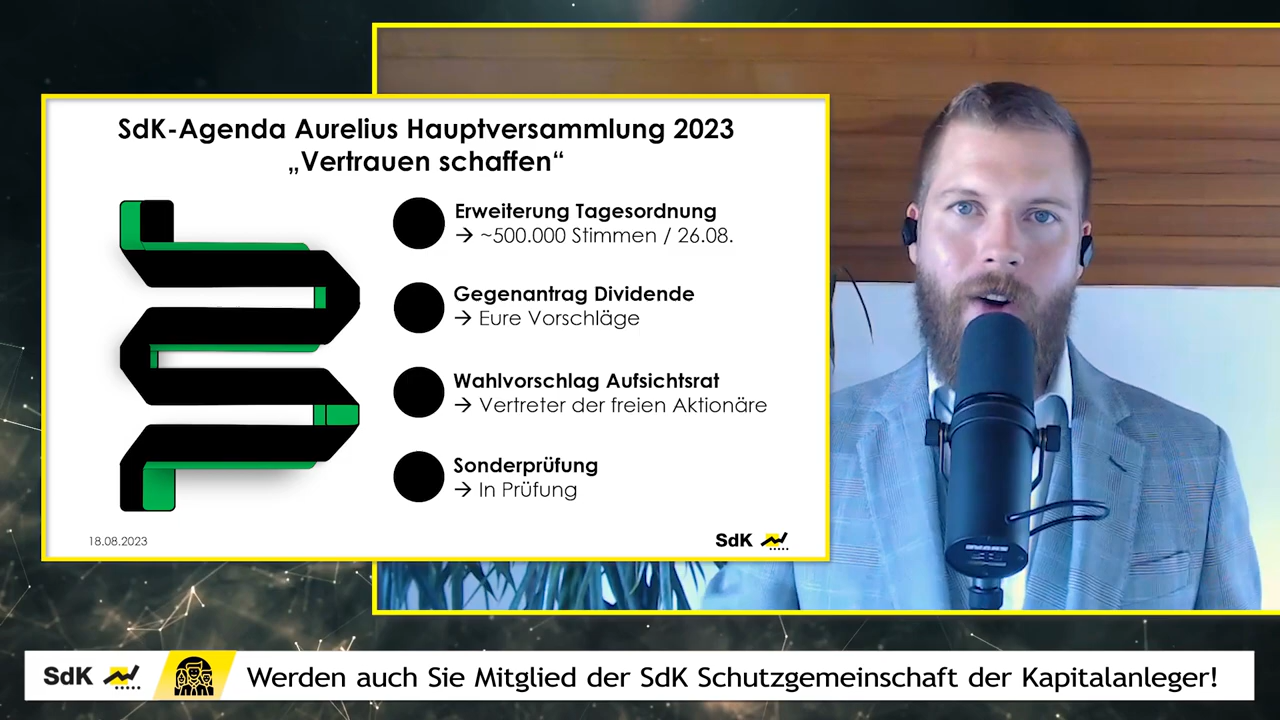 SdK-Agenda Aurelius Hauptversammlung 2023
„Vertrauen schaffen“
Erweiterung Tagesordnung
→ ~500.000 Stimmen / 26.08.
Gegenantrag Dividende
→ Eure Vorschläge
Wahlvorschlag Aufsichtsrat
→ Vertreter der freien Aktionäre
Sonderprüfung
→ In Prüfung
18.08.2023
SdK
SdK
Werden auch Sie Mitglied der SdK Schutzgemeinschaft der Kapitalanleger!